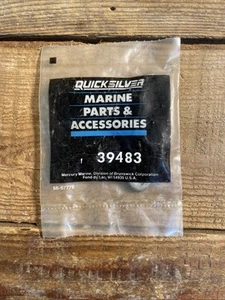 QUICKSILVER
MARINE
PARTS &
ACCESSORIES
39483
Mercury Marine, Division of Brunswick Corporation
Fond du Lac, WI 54935 U.S.A.